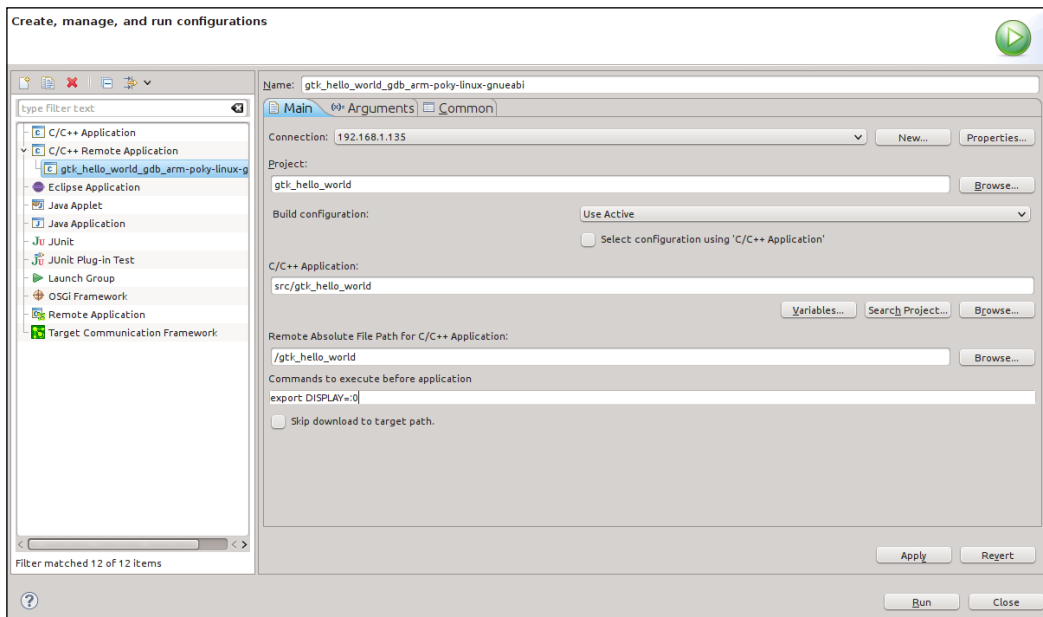 Create, manage, and run configurations
type filter text
C/C++ Application
C/C++ Remote Application
gtk_hello_world_gdb_arm-poky-linux-g
Eclipse Application
Java Applet
Java Application
JUnit
JUnit Plug-in Test
Launch Group
OSGi Framework
Remote Application
Target Communication Framework
Filter matched 12 of 12 items
Name: gtk_hello_world_gdb_arm-poky-linux-gnueabi
Main (x)= Arguments Common
Connection: 192.168.1.135 New... Properties...
Project:
gtk_hello_world Browse...
Build configuration: Use Active
Select configuration using 'C/C++ Application'
C/C++ Application:
src/gtk_hello_world
Variables... Search Project... Browse...
Remote Absolute File Path for C/C++ Application:
/gtk_hello_world Browse...
Commands to execute before application
export DISPLAY=:0
Skip download to target path.
Apply Revert
? Run Close